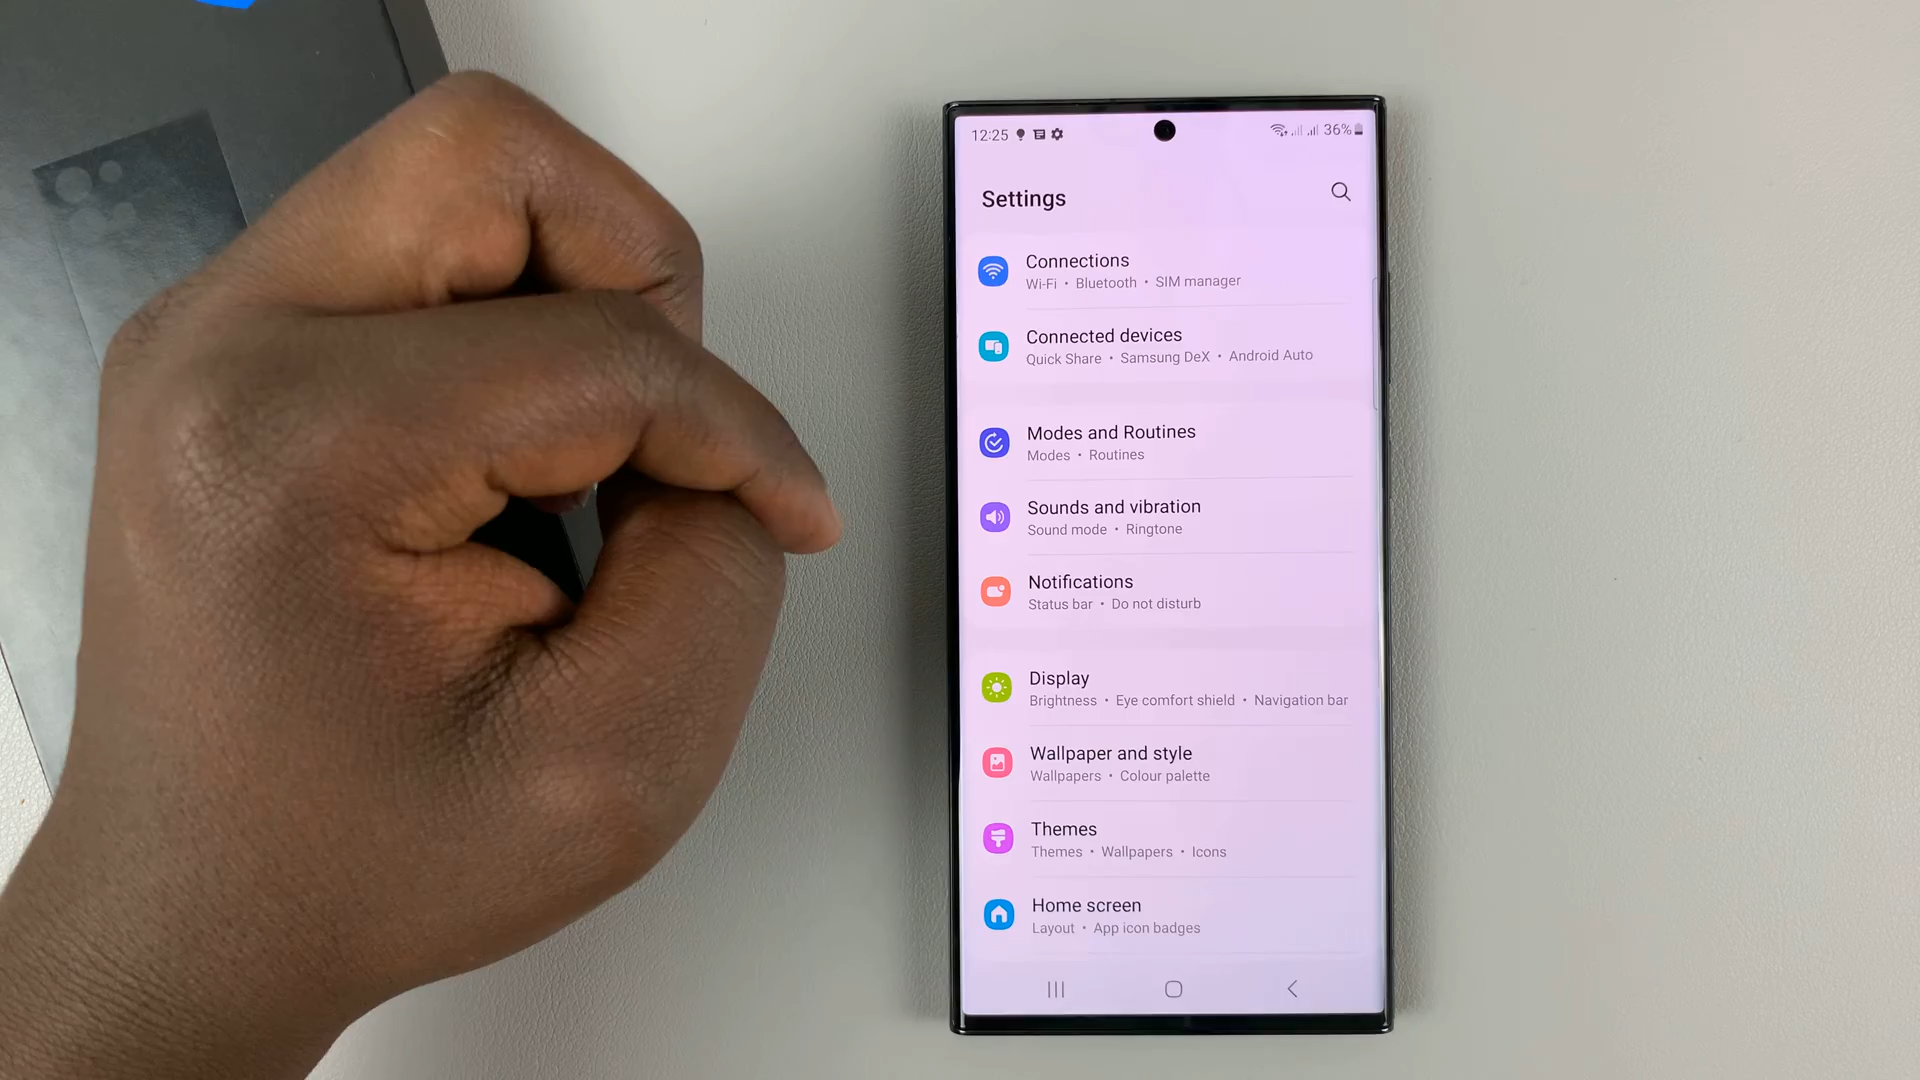 12:25
36%
Settings
Connections
Wi-Fi • Bluetooth • SIM manager
Connected devices
Quick Share • Samsung DeX • Android Auto
Modes and Routines
Modes • Routines
Sounds and vibration
Sound mode • Ringtone
Notifications
Status bar • Do not disturb
Display
Brightness • Eye comfort shield • Navigation bar
Wallpaper and style
Wallpapers • Colour palette
Themes
Themes • Wallpapers • Icons
Home screen
Layout • App icon badges